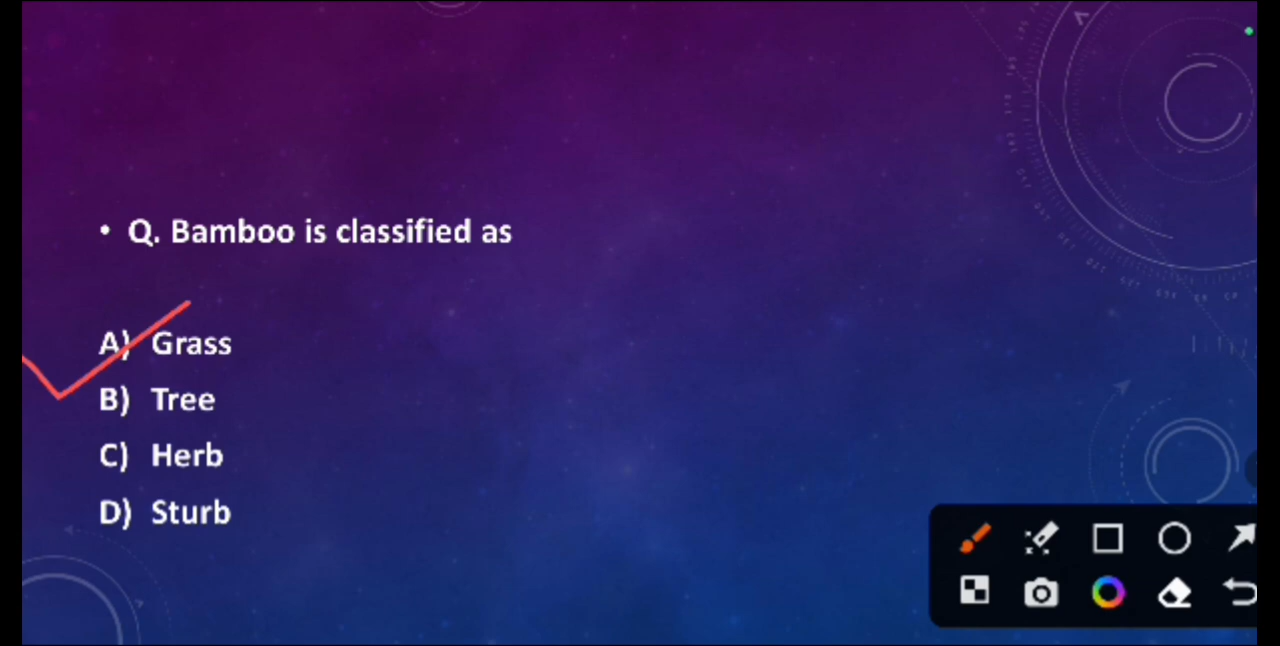 • Q. Bamboo is classified as
A) Grass
B) Tree
C) Herb
D) Sturb